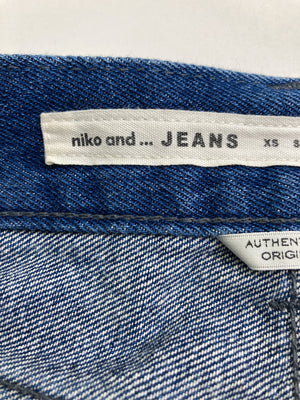 niko and ... JEANS XS S
AUTHENT
ORIGI